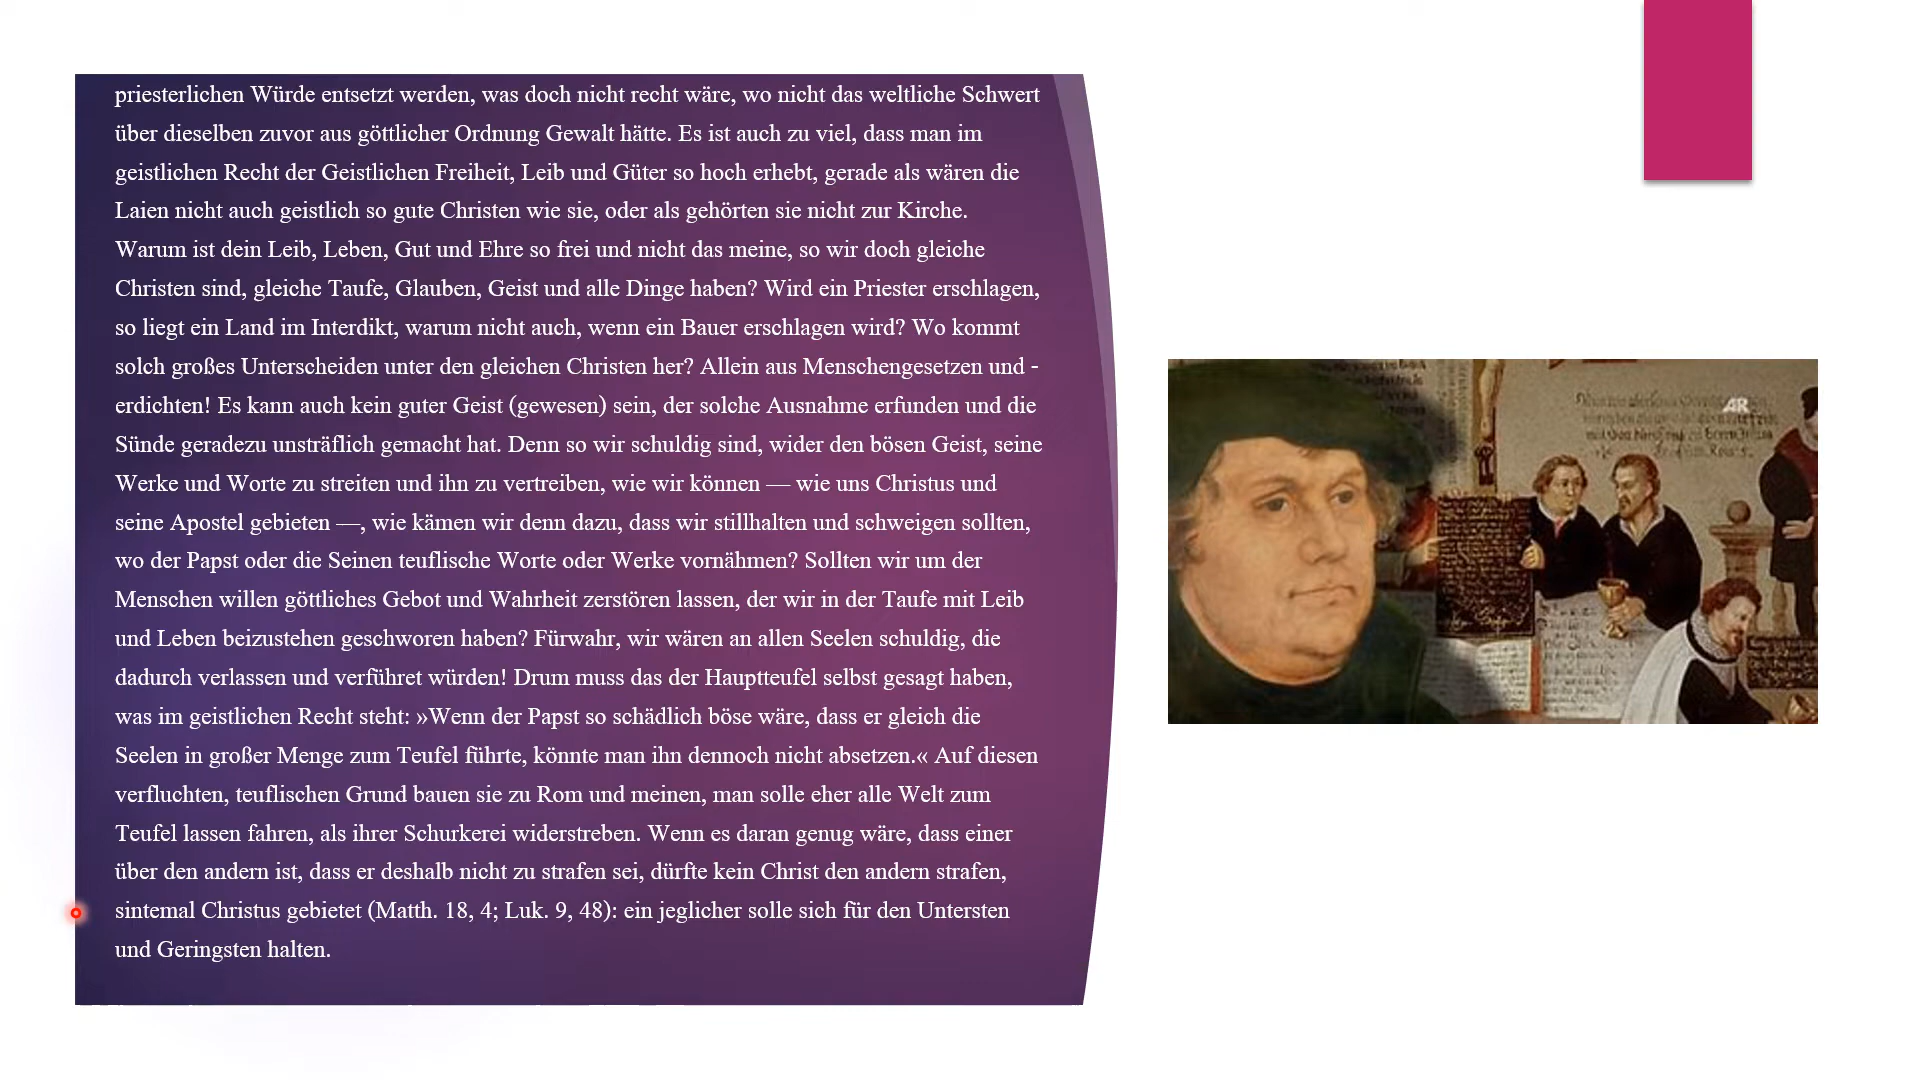 priesterlichen Würde entsetzt werden, was doch nicht recht wäre, wo nicht das weltliche Schwert
über dieselben zuvor aus göttlicher Ordnung Gewalt hätte. Es ist auch zu viel, dass man im
geistlichen Recht der Geistlichen Freiheit, Leib und Güter so hoch erhebt, gerade als wären die
Laien nicht auch geistlich so gute Christen wie sie, oder als gehörten sie nicht zur Kirche.
Warum ist dein Leib, Leben, Gut und Ehre so frei und nicht das meine, so wir doch gleiche
Christen sind, gleiche Taufe, Glauben, Geist und alle Dinge haben? Wird ein Priester erschlagen,
so liegt ein Land im Interdikt, warum nicht auch, wenn ein Bauer erschlagen wird? Wo kommt
solch großes Unterscheiden unter den gleichen Christen her? Allein aus Menschengesetzen und -
erdichten! Es kann auch kein guter Geist (gewesen) sein, der solche Ausnahme erfunden und die
Sünde geradezu unsträflich gemacht hat. Denn so wir schuldig sind, wider den bösen Geist, seine
Werke und Worte zu streiten und ihn zu vertreiben, wie wir können — wie uns Christus und
seine Apostel gebieten —, wie kämen wir denn dazu, dass wir stillhalten und schweigen sollten,
wo der Papst oder die Seinen teuflische Worte oder Werke vornähmen? Sollten wir um der
Menschen willen göttliches Gebot und Wahrheit zerstören lassen, der wir in der Taufe mit Leib
und Leben beizustehen geschworen haben? Fürwahr, wir wären an allen Seelen schuldig, die
dadurch verlassen und verführet würden! Drum muss das der Hauptteufel selbst gesagt haben,
was im geistlichen Recht steht: »Wenn der Papst so schädlich böse wäre, dass er gleich die
Seelen in großer Menge zum Teufel führte, könnte man ihn dennoch nicht absetzen.« Auf diesen
verfluchten, teuflischen Grund bauen sie zu Rom und meinen, man solle eher alle Welt zum
Teufel lassen fahren, als ihrer Schurkerei widerstreben. Wenn es daran genug wäre, dass einer
über den andern ist, dass er deshalb nicht zu strafen sei, dürfte kein Christ den andern strafen,
sintemal Christus gebietet (Matth. 18, 4; Luk. 9, 48): ein jeglicher solle sich für den Untersten
und Geringsten halten.
AR